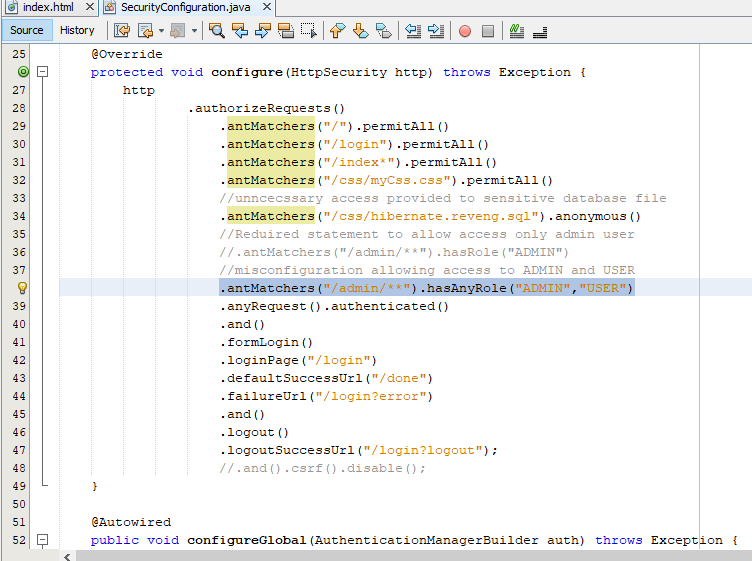 index.html SecurityConfiguration.java
Source History
25 @Override
protected void configure(HttpSecurity http) throws Exception {
27 http
28 .authorizeRequests()
29 .antMatchers("/").permitAll()
30 .antMatchers("/login").permitAll()
31 .antMatchers("/index*").permitAll()
32 .antMatchers("/css/myCss.css").permitAll()
33 //unncecssary access provided to sensitive database file
34 .antMatchers("/css/hibernate.reveng.sql").anonymous()
35 //Reduired statement to allow access only admin user
36 //.antMatchers("/admin/**").hasRole("ADMIN")
37 //misconfiguration allowing access to ADMIN and USER
.antMatchers("/admin/**").hasAnyRole("ADMIN","USER")
39 .anyRequest().authenticated()
40 .and()
41 .formLogin()
42 .loginPage("/login")
43 .defaultSuccessUrl("/done")
44 .failureUrl("/login?error")
45 .and()
46 .logout()
47 .logoutSuccessUrl("/login?logout");
48 //.and().csrf().disable();
49 }
50
51 @Autowired
52 public void configureGlobal(AuthenticationManagerBuilder auth) throws Exception {